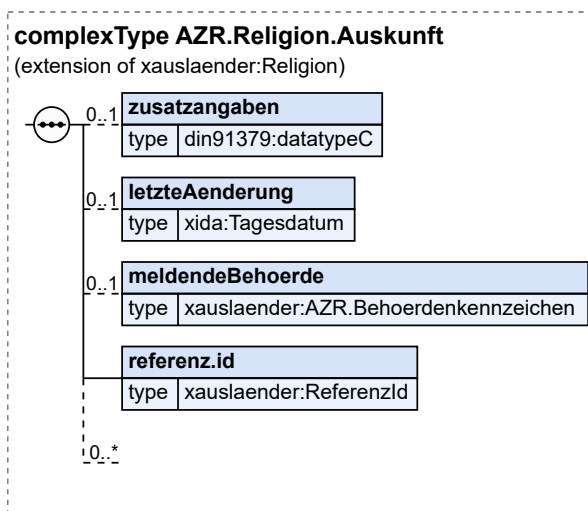 complexType AZR.Religion.Auskunft
(extension of xauslaender:Religion)
0..1 zusatzangaben
type din91379:datatypeC
0..1 letzteAenderung
type xida:Tagesdatum
0..1 meldendeBehoerde
type xauslaender:AZR.Behoerdenkennzeichen
referenz.id
type xauslaender:ReferenzId
0..*